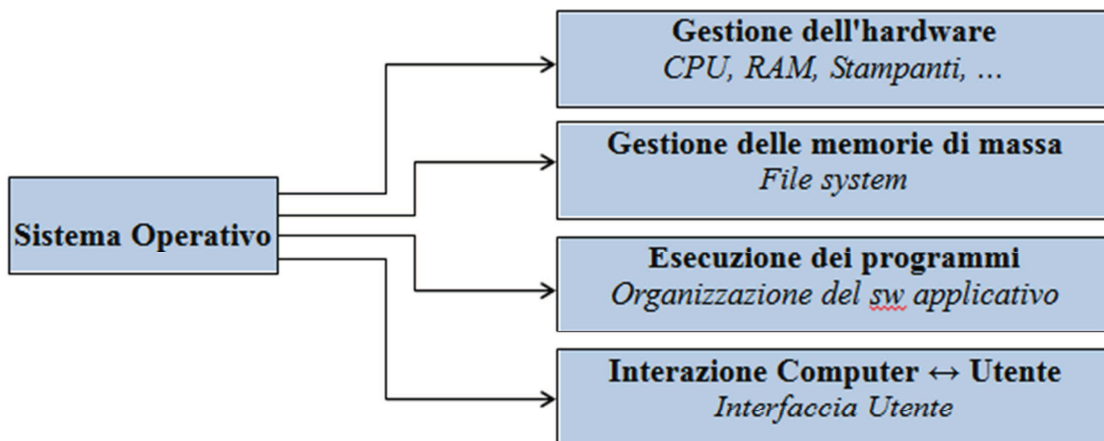 Sistema Operativo
Gestione dell'hardware
CPU, RAM, Stampanti, ...
Gestione delle memorie di massa
File system
Esecuzione dei programmi
Organizzazione del sw applicativo
Interazione Computer ↔ Utente
Interfaccia Utente